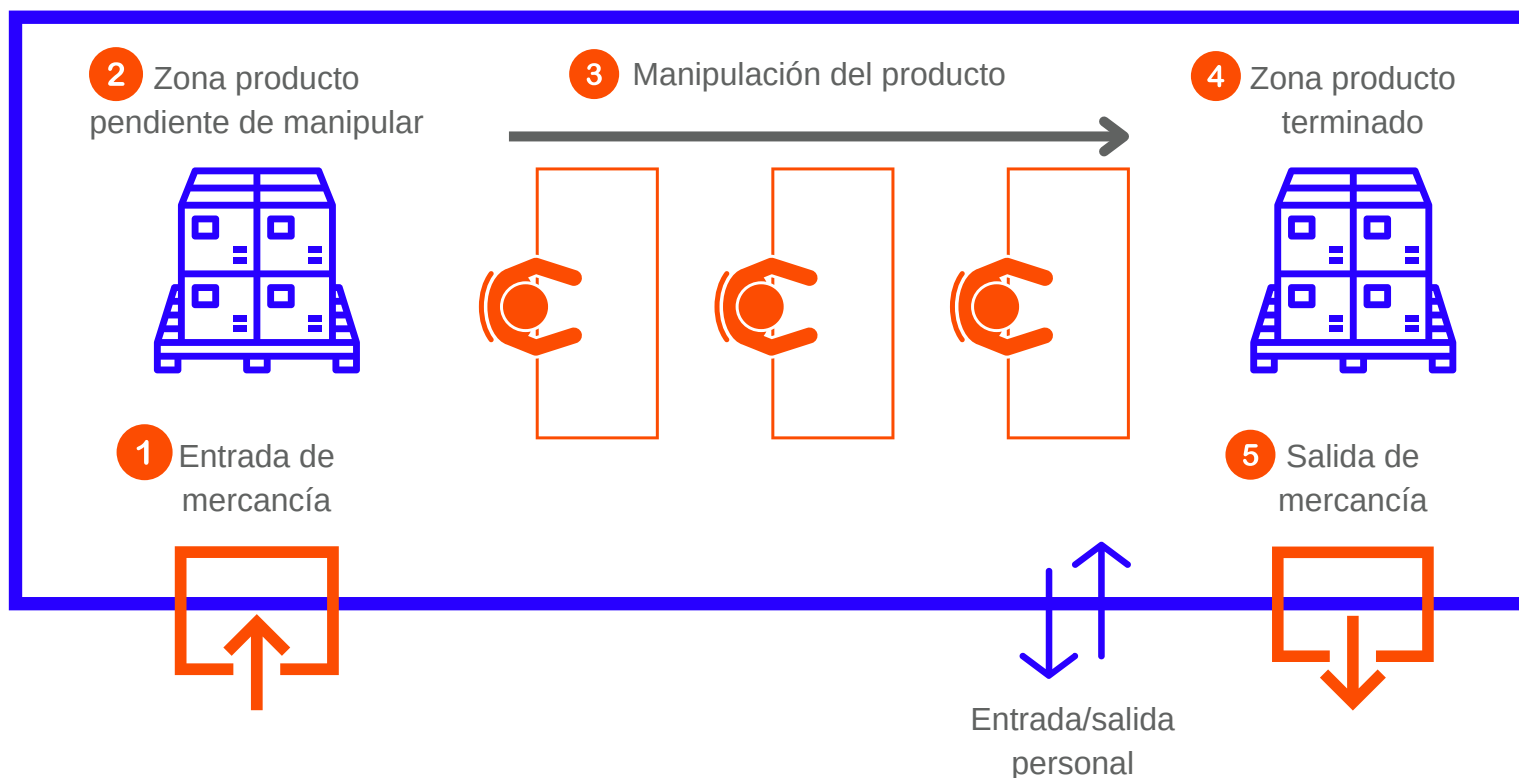 2 Zona producto
pendiente de manipular
3 Manipulación del producto
4 Zona producto
terminado
1 Entrada de
mercancía
5 Salida de
mercancía
Entrada/salida
personal